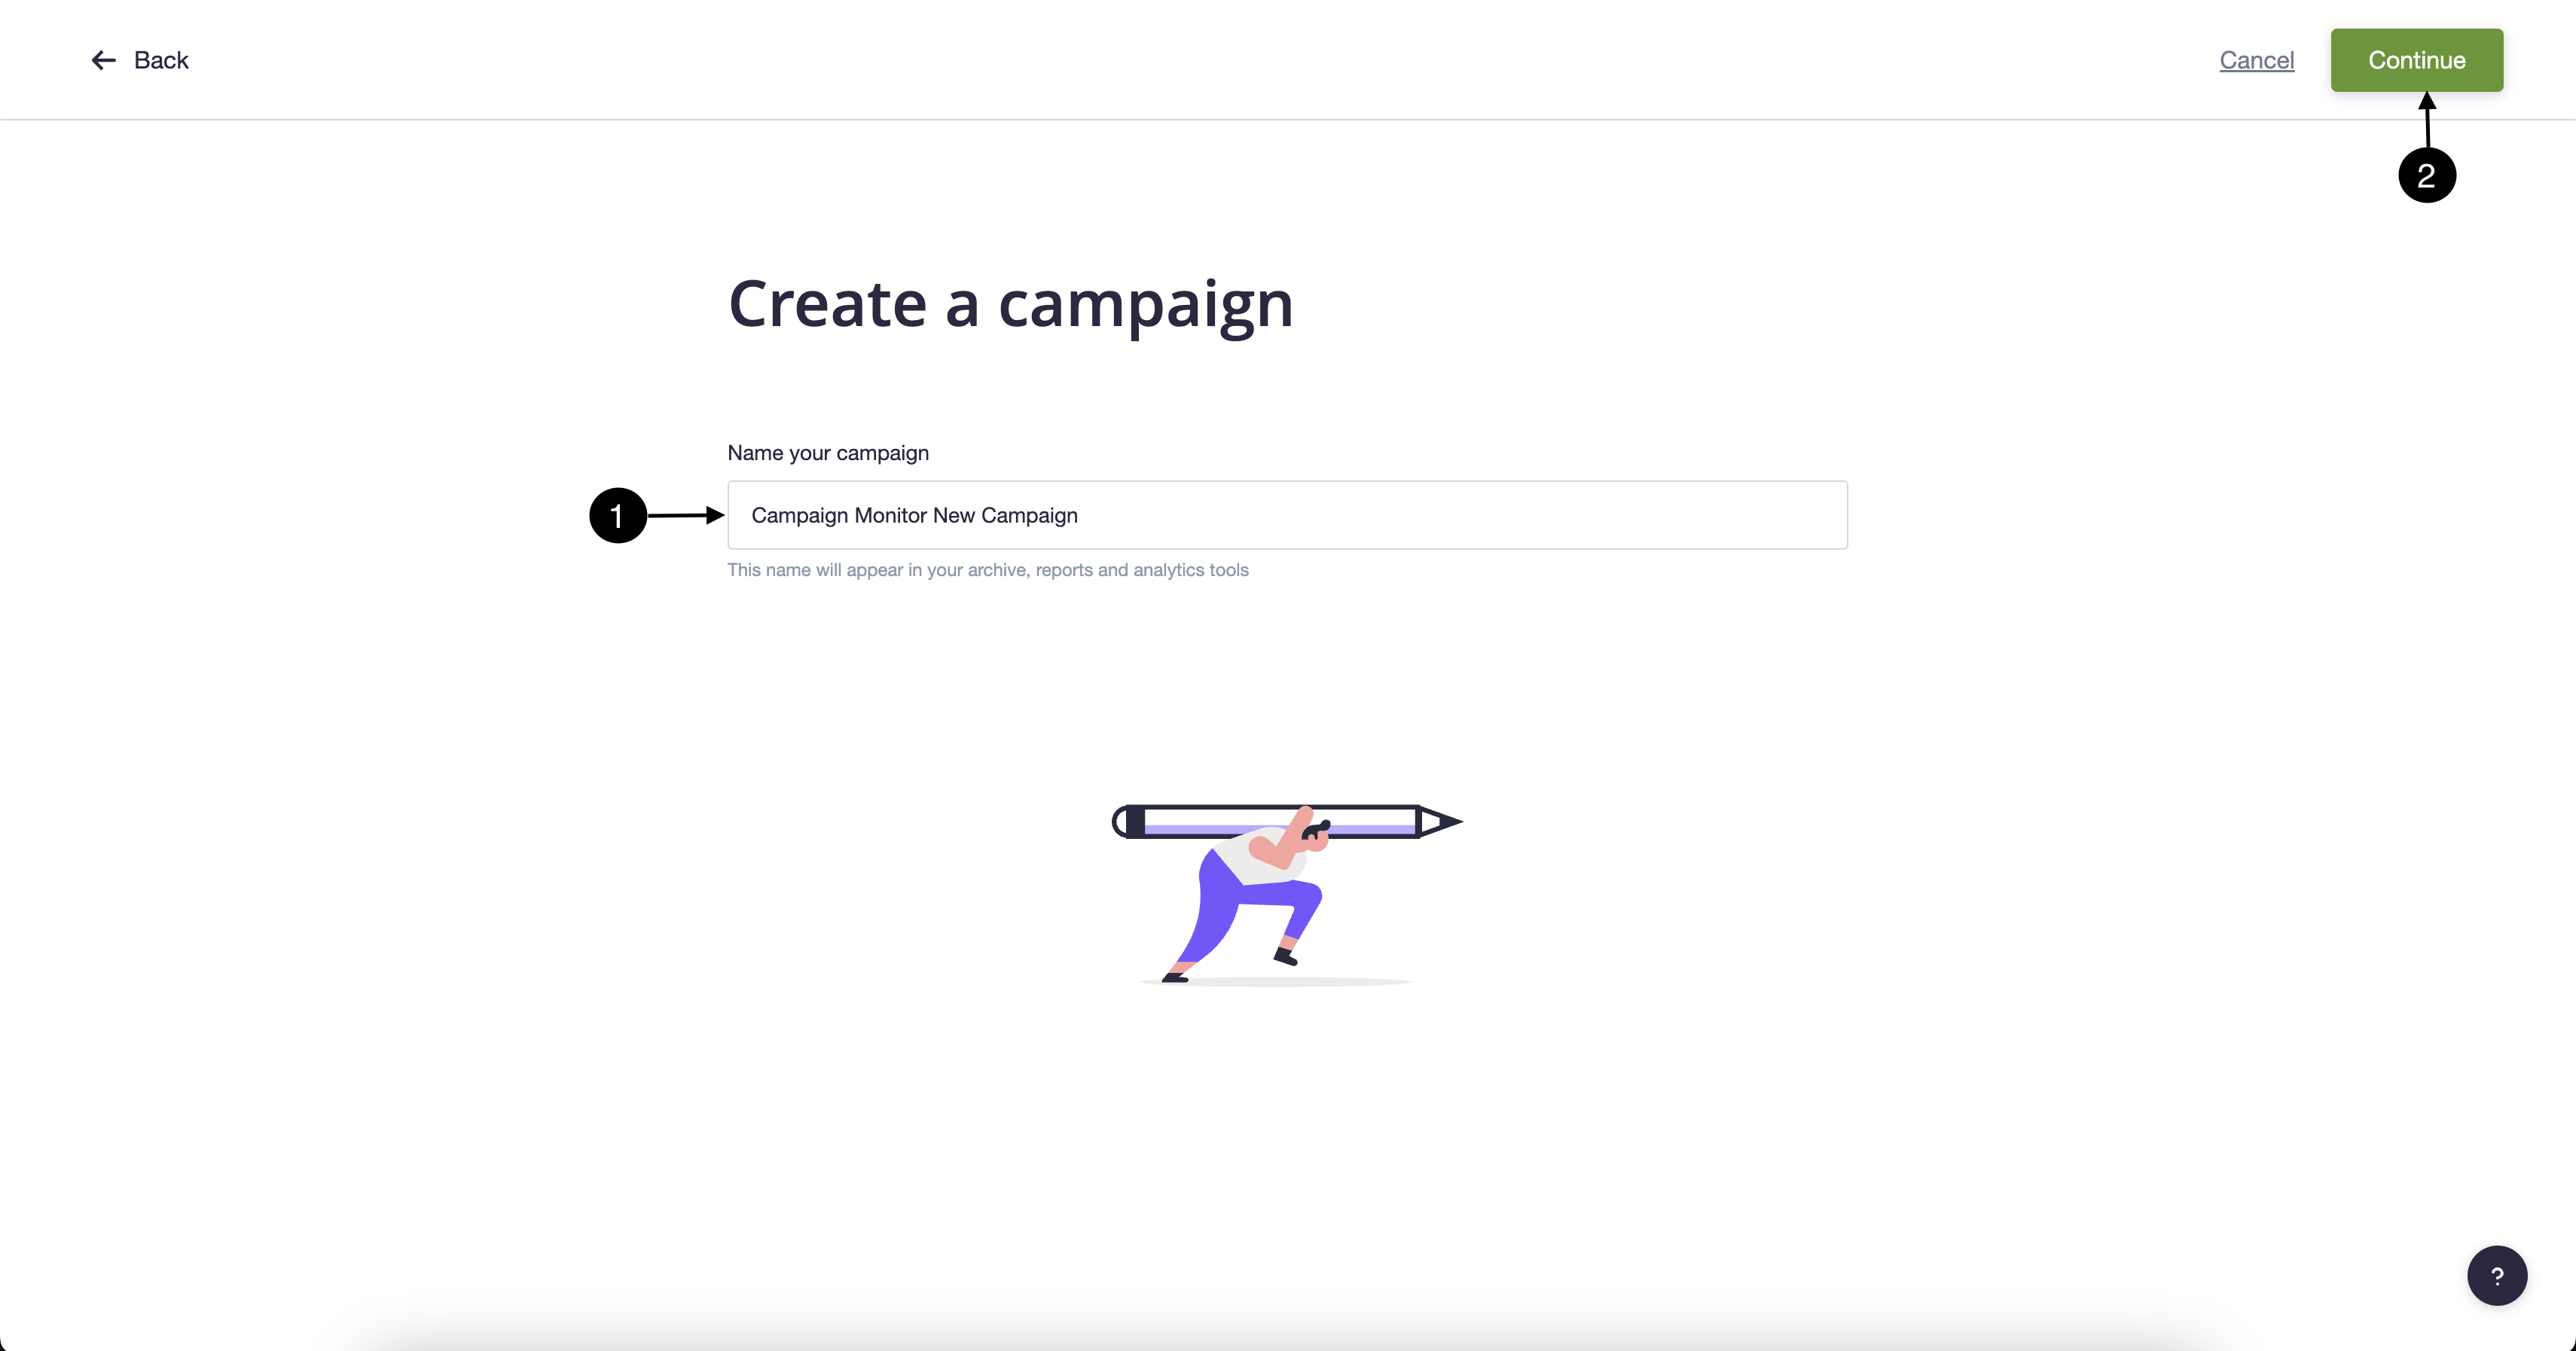 Back
Cancel
Continue
2
Create a campaign
Name your campaign
1
Campaign Monitor New Campaign
This name will appear in your archive, reports and analytics tools
?